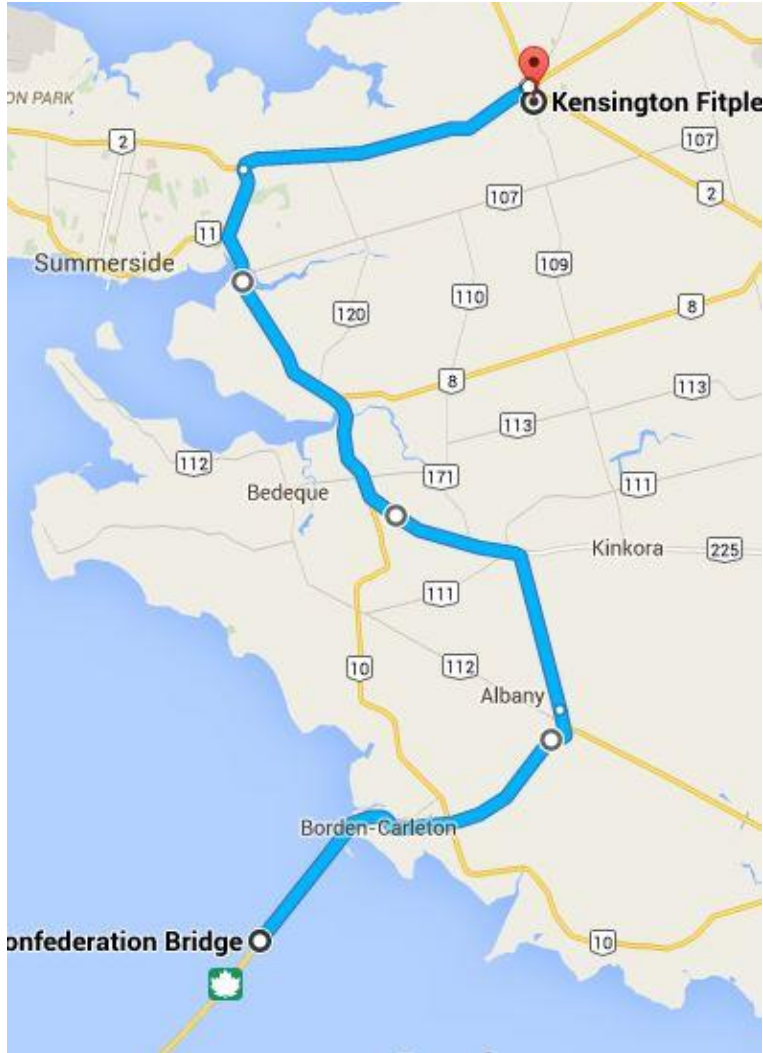 ON PARK
Kensington Fitple
2
107
2
107
11
Summerside
109
110
8
120
8
113
113
112
171
111
Bedeque
Kinkora
225
111
10
112
Albany
Borden-Carleton
onfederation Bridge
10